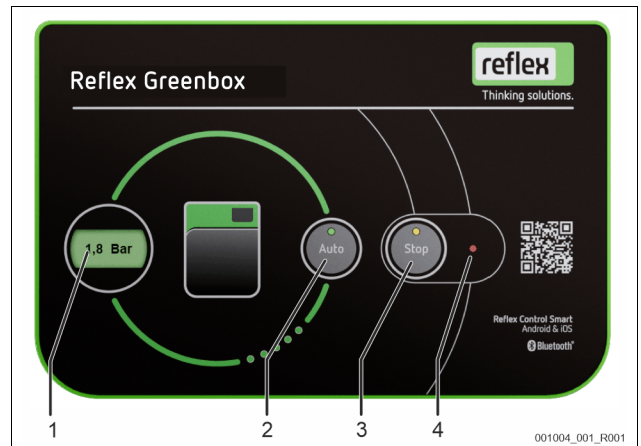 reflex
Thinking solutions.
Reflex Greenbox
1,8 Bar
Auto
Stop
Reflex Control Smart
Android & iOS
Bluetooth®
1
2
3
4
001004_001_R001